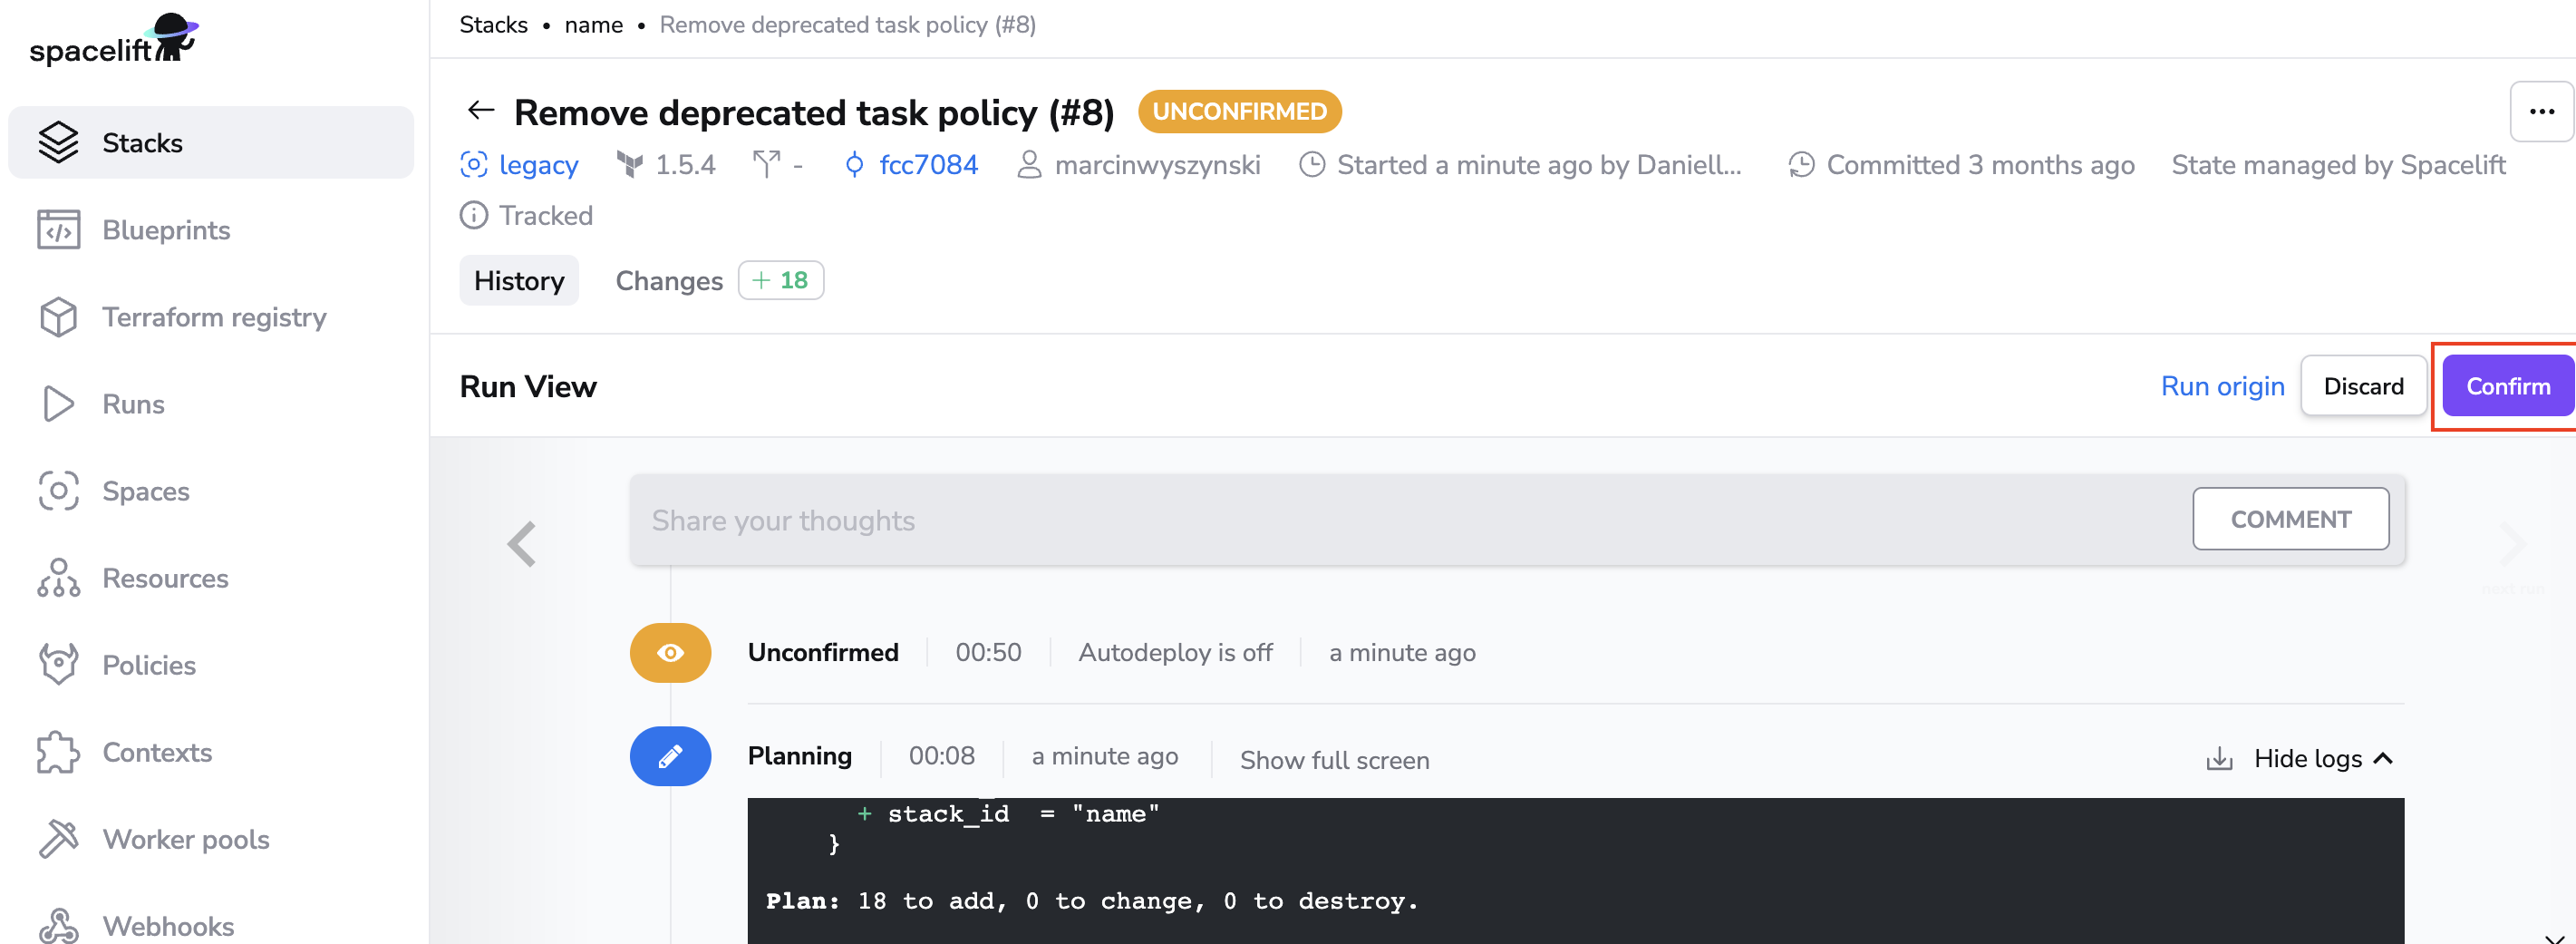 spacelift
Stacks
Blueprints
Terraform registry
Runs
Spaces
Resources
Policies
Contexts
Worker pools
Webhooks
Stacks • name • Remove deprecated task policy (#8)
Remove deprecated task policy (#8) UNCONFIRMED
legacy 1.5.4 - fcc7084 marcinwyszynski Started a minute ago by Daniell... Committed 3 months ago State managed by Spacelift
Tracked
History Changes + 18
Run View Run origin Discard Confirm
Share your thoughts COMMENT
next run
Unconfirmed 00:50 Autodeploy is off a minute ago
Planning 00:08 a minute ago Show full screen Hide logs
+ stack_id = "name"
}
Plan: 18 to add, 0 to change, 0 to destroy.